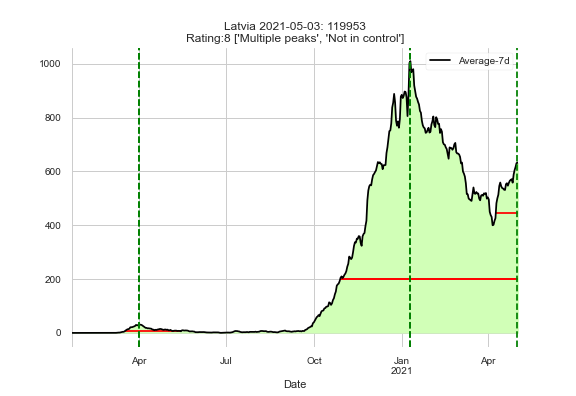 Latvia 2021-05-03: 119953
Rating:8 ['Multiple peaks', 'Not in control']
Average-7d
1000
800
600
400
200
0
Apr
Jul
Oct
Jan
2021
Apr
Date